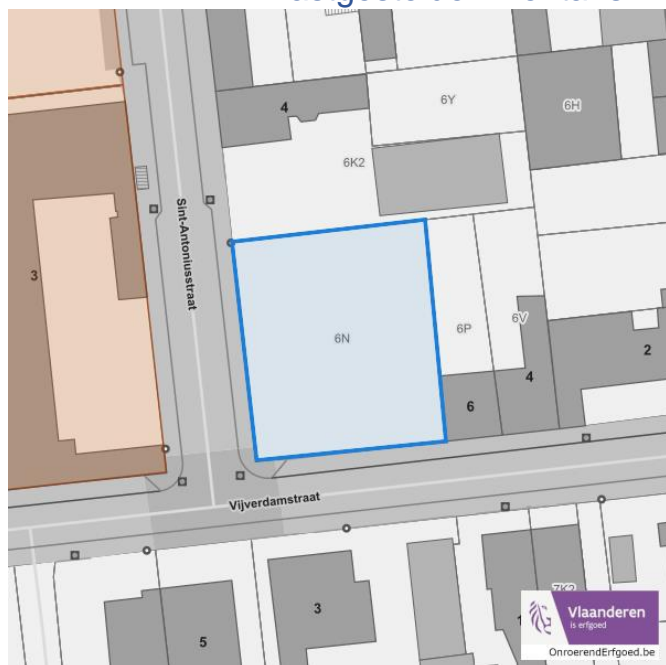 4
6Y
6H
6K2
Sint-Antoniusstraat
3
6N
6P
6V
2
4
6
Vijverdamstraat
3
5
7K2
Vlaanderen
is erfgoed
OnroerendErfgoed.be